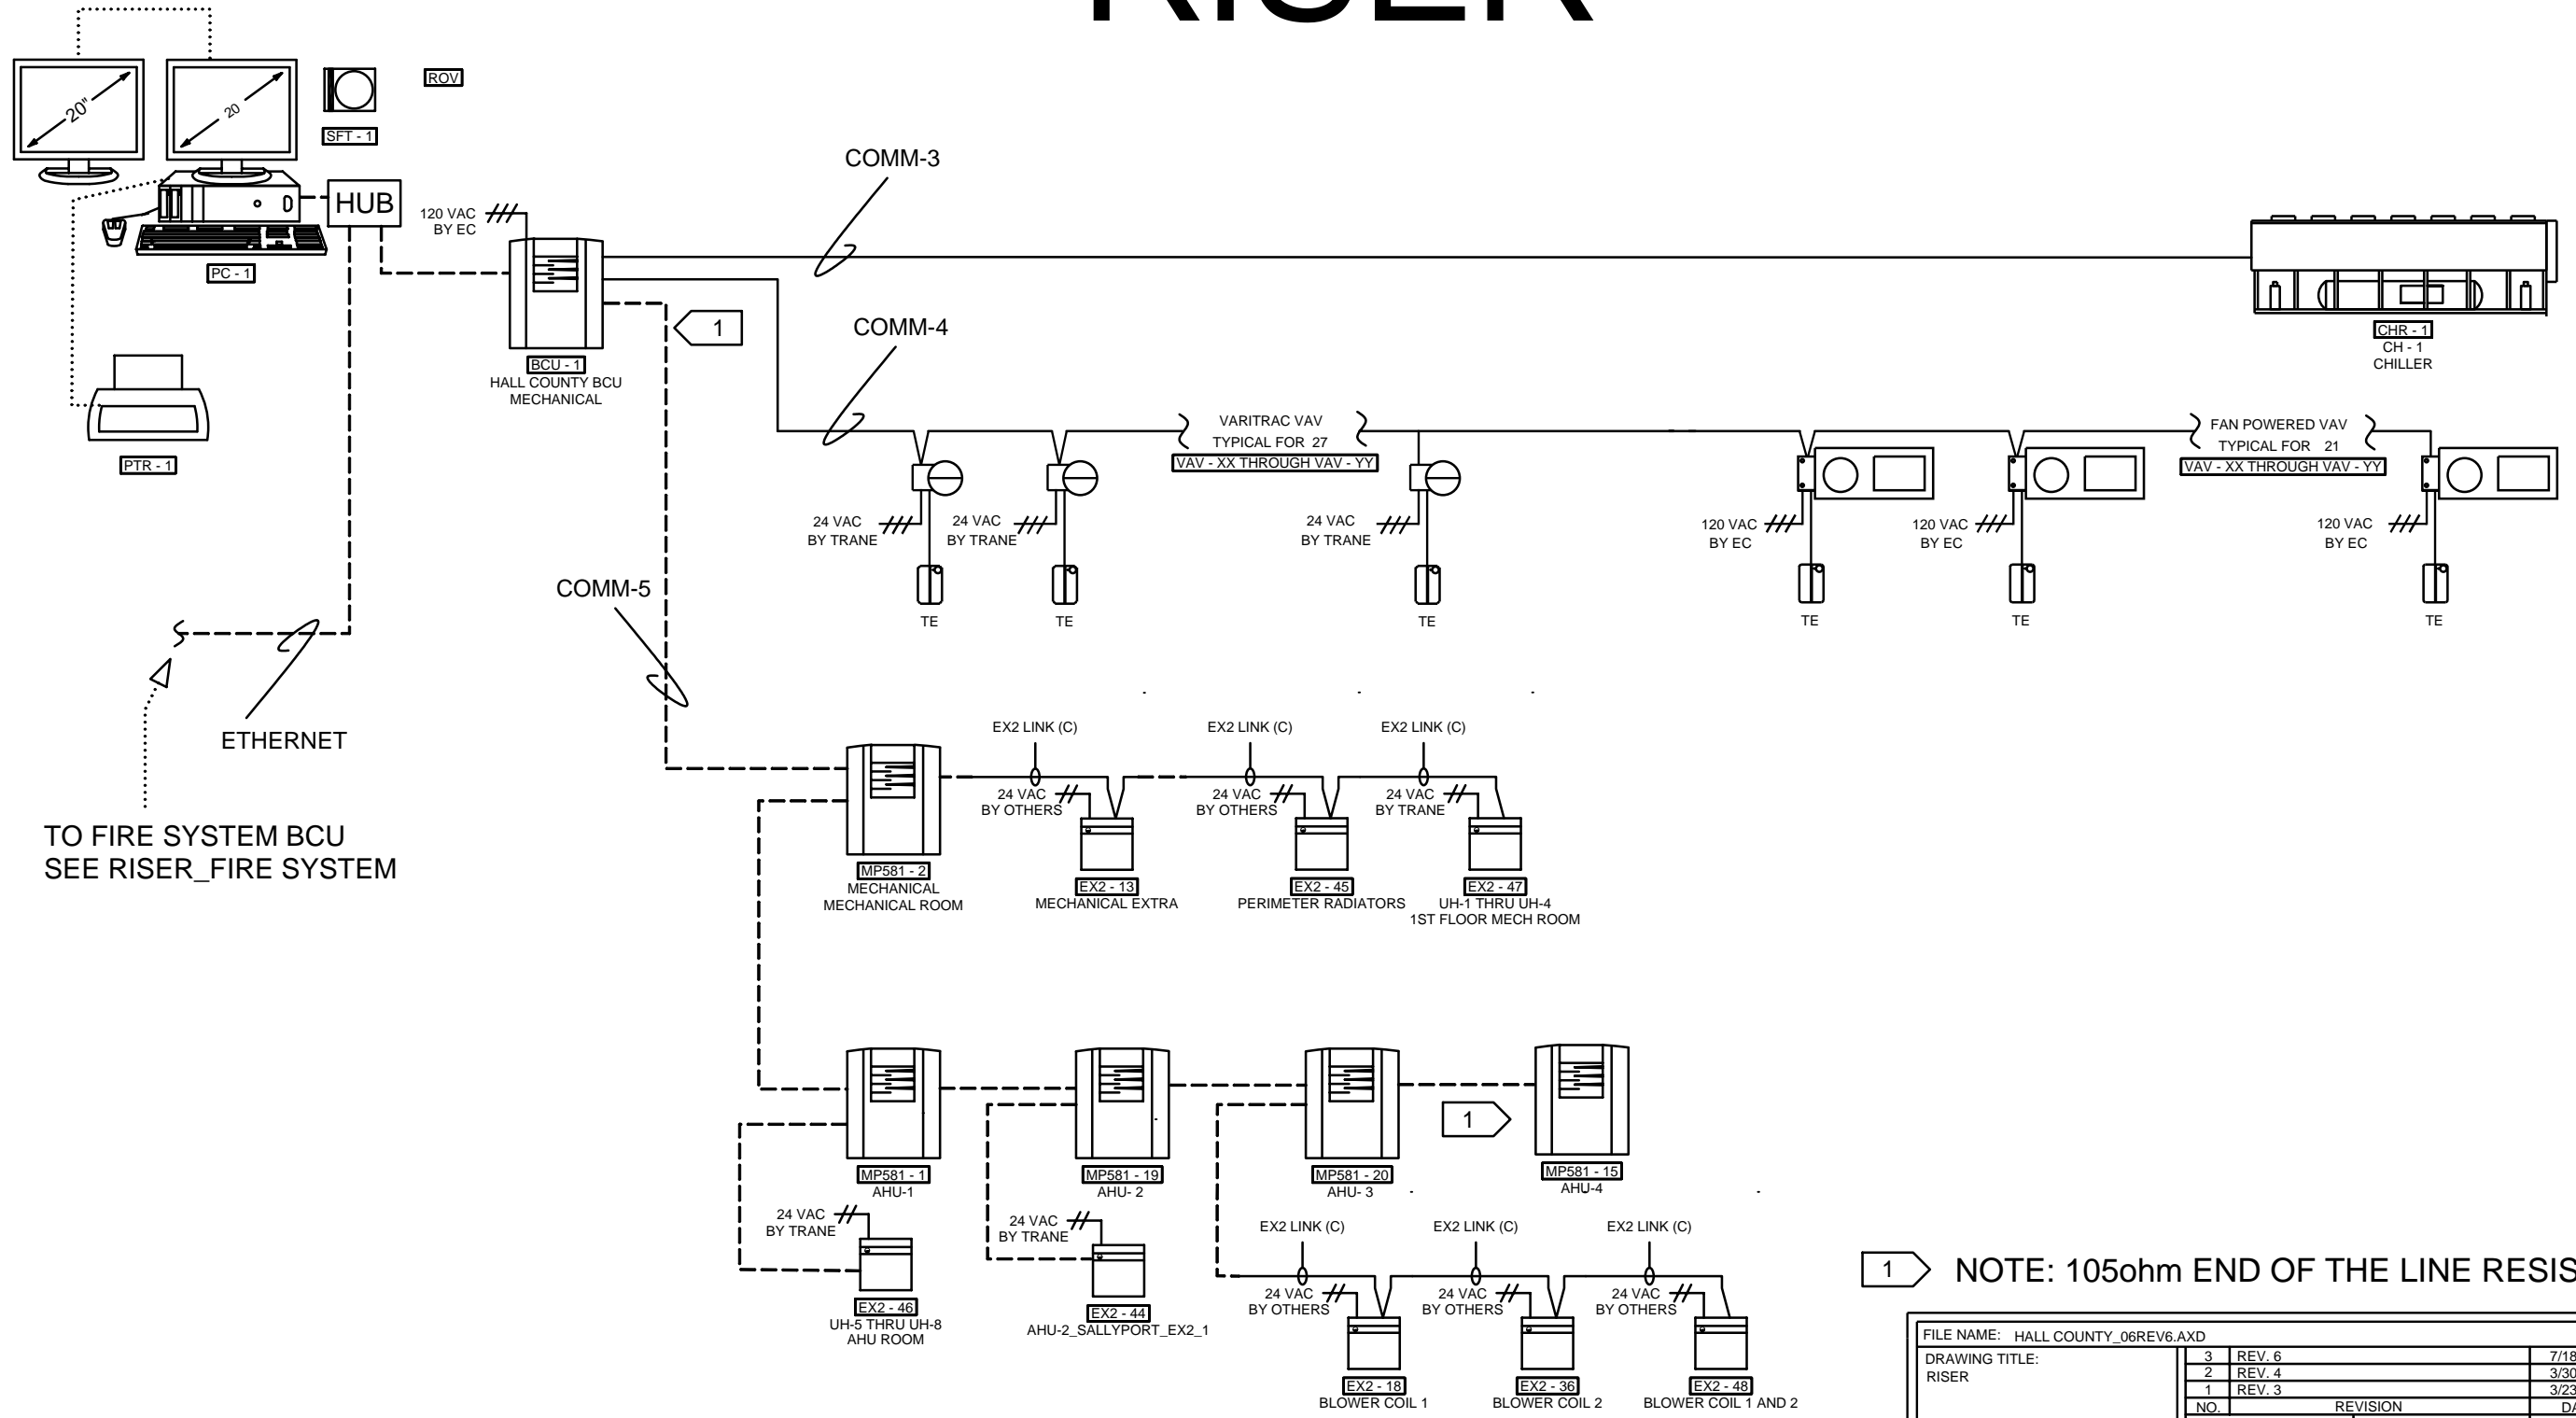 RISER
20"
20
SFT - 1
ROV
HUB
PC - 1
PTR - 1
120 VAC
BY EC
BCU - 1
HALL COUNTY BCU
MECHANICAL
1
COMM-3
COMM-4
CHR - 1
CH - 1
CHILLER
VARITRAC VAV
TYPICAL FOR 27
VAV - XX THROUGH VAV - YY
FAN POWERED VAV
TYPICAL FOR 21
VAV - XX THROUGH VAV - YY
24 VAC
BY TRANE
24 VAC
BY TRANE
24 VAC
BY TRANE
120 VAC
BY EC
120 VAC
BY EC
120 VAC
BY EC
TE
TE
TE
TE
TE
TE
COMM-5
ETHERNET
TO FIRE SYSTEM BCU
SEE RISER_FIRE SYSTEM
EX2 LINK (C)
EX2 LINK (C)
EX2 LINK (C)
24 VAC
BY OTHERS
24 VAC
BY OTHERS
24 VAC
BY TRANE
MP581 - 2
MECHANICAL
MECHANICAL ROOM
EX2 - 13
MECHANICAL EXTRA
EX2 - 45
PERIMETER RADIATORS
EX2 - 47
UH-1 THRU UH-4
1ST FLOOR MECH ROOM
1
MP581 - 1
AHU-1
MP581 - 19
AHU- 2
MP581 - 20
AHU- 3
MP581 - 15
AHU-4
24 VAC
BY TRANE
EX2 - 46
UH-5 THRU UH-8
AHU ROOM
24 VAC
BY TRANE
EX2 - 44
AHU-2_SALLYPORT_EX2_1
EX2 LINK (C)
EX2 LINK (C)
EX2 LINK (C)
24 VAC
BY OTHERS
24 VAC
BY OTHERS
24 VAC
BY OTHERS
EX2 - 18
BLOWER COIL 1
EX2 - 36
BLOWER COIL 2
EX2 - 48
BLOWER COIL 1 AND 2
1 NOTE: 105ohm END OF THE LINE RESIS
FILE NAME: HALL COUNTY_06REV6.AXD
DRAWING TITLE:
RISER
3 REV. 6 7/18
2 REV. 4 3/30
1 REV. 3 3/23
NO. REVISION DA